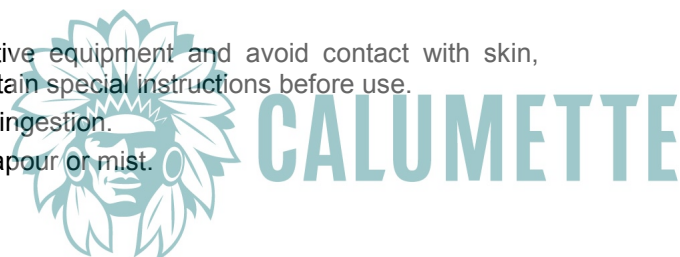 tive equipment and avoid contact with skin,
tain special instructions before use.
ingestion.
apour or mist.
CALUMETTE